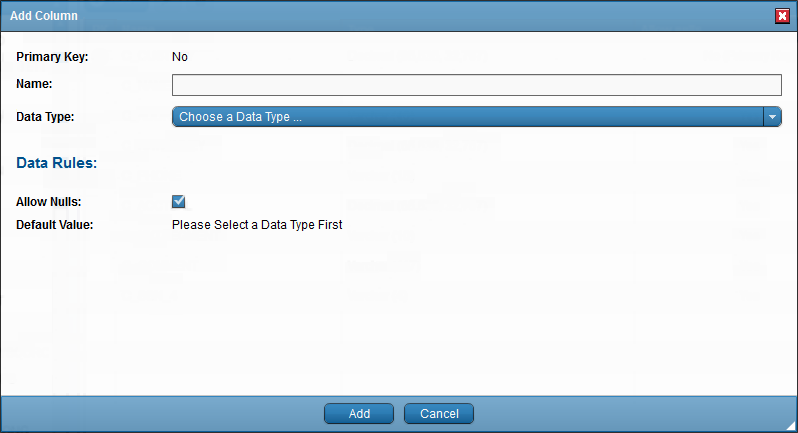 Add Column
Primary Key: No
Name:
Data Type: Choose a Data Type ...
Data Rules:
Allow Nulls:
Default Value: Please Select a Data Type First
Add Cancel